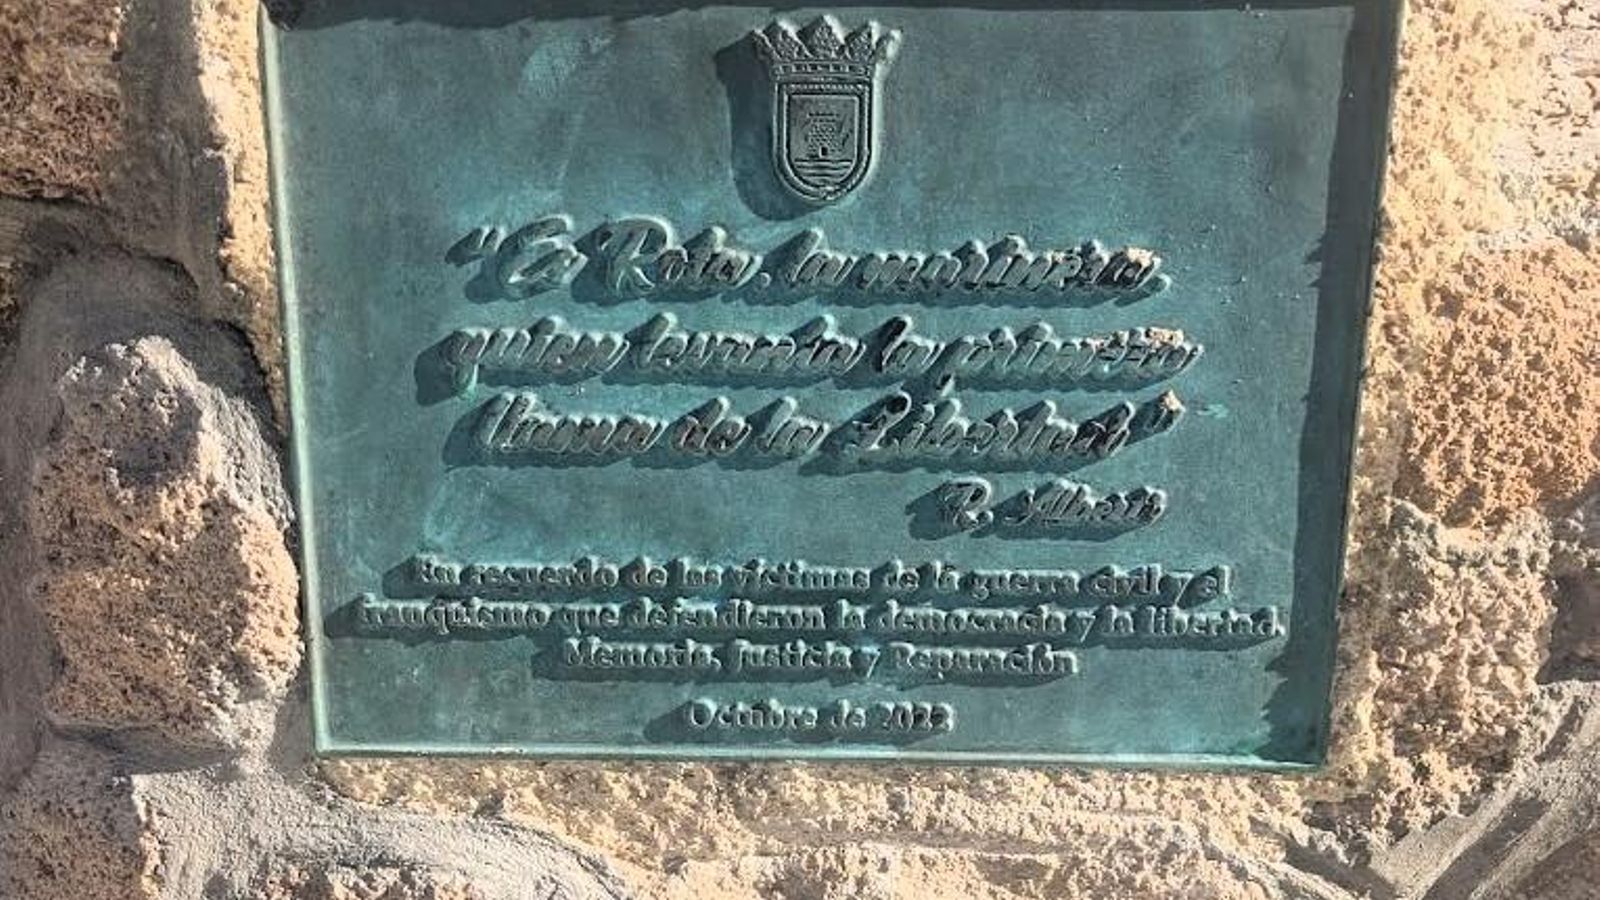 "Es Rota, la marinera,
quien levanta la primera
llama de la Libertad"
R. Alberti
En recuerdo de las víctimas de la guerra civil y el
franquismo que defendieron la democracia y la libertad.
Memoria, Justicia y Reparación
Octubre de 2022